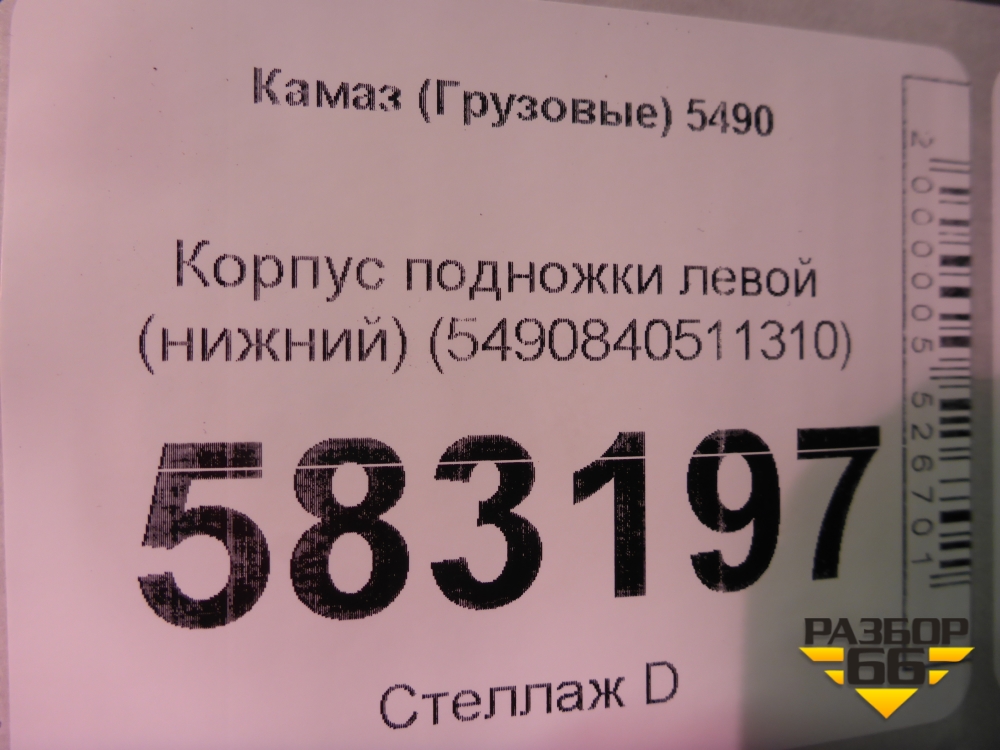 Камаз (Грузовые) 5490
Корпус подножки левой
(нижний) (5490840511310)
583197
Стеллаж D
2000005526701
РАЗБОР
66